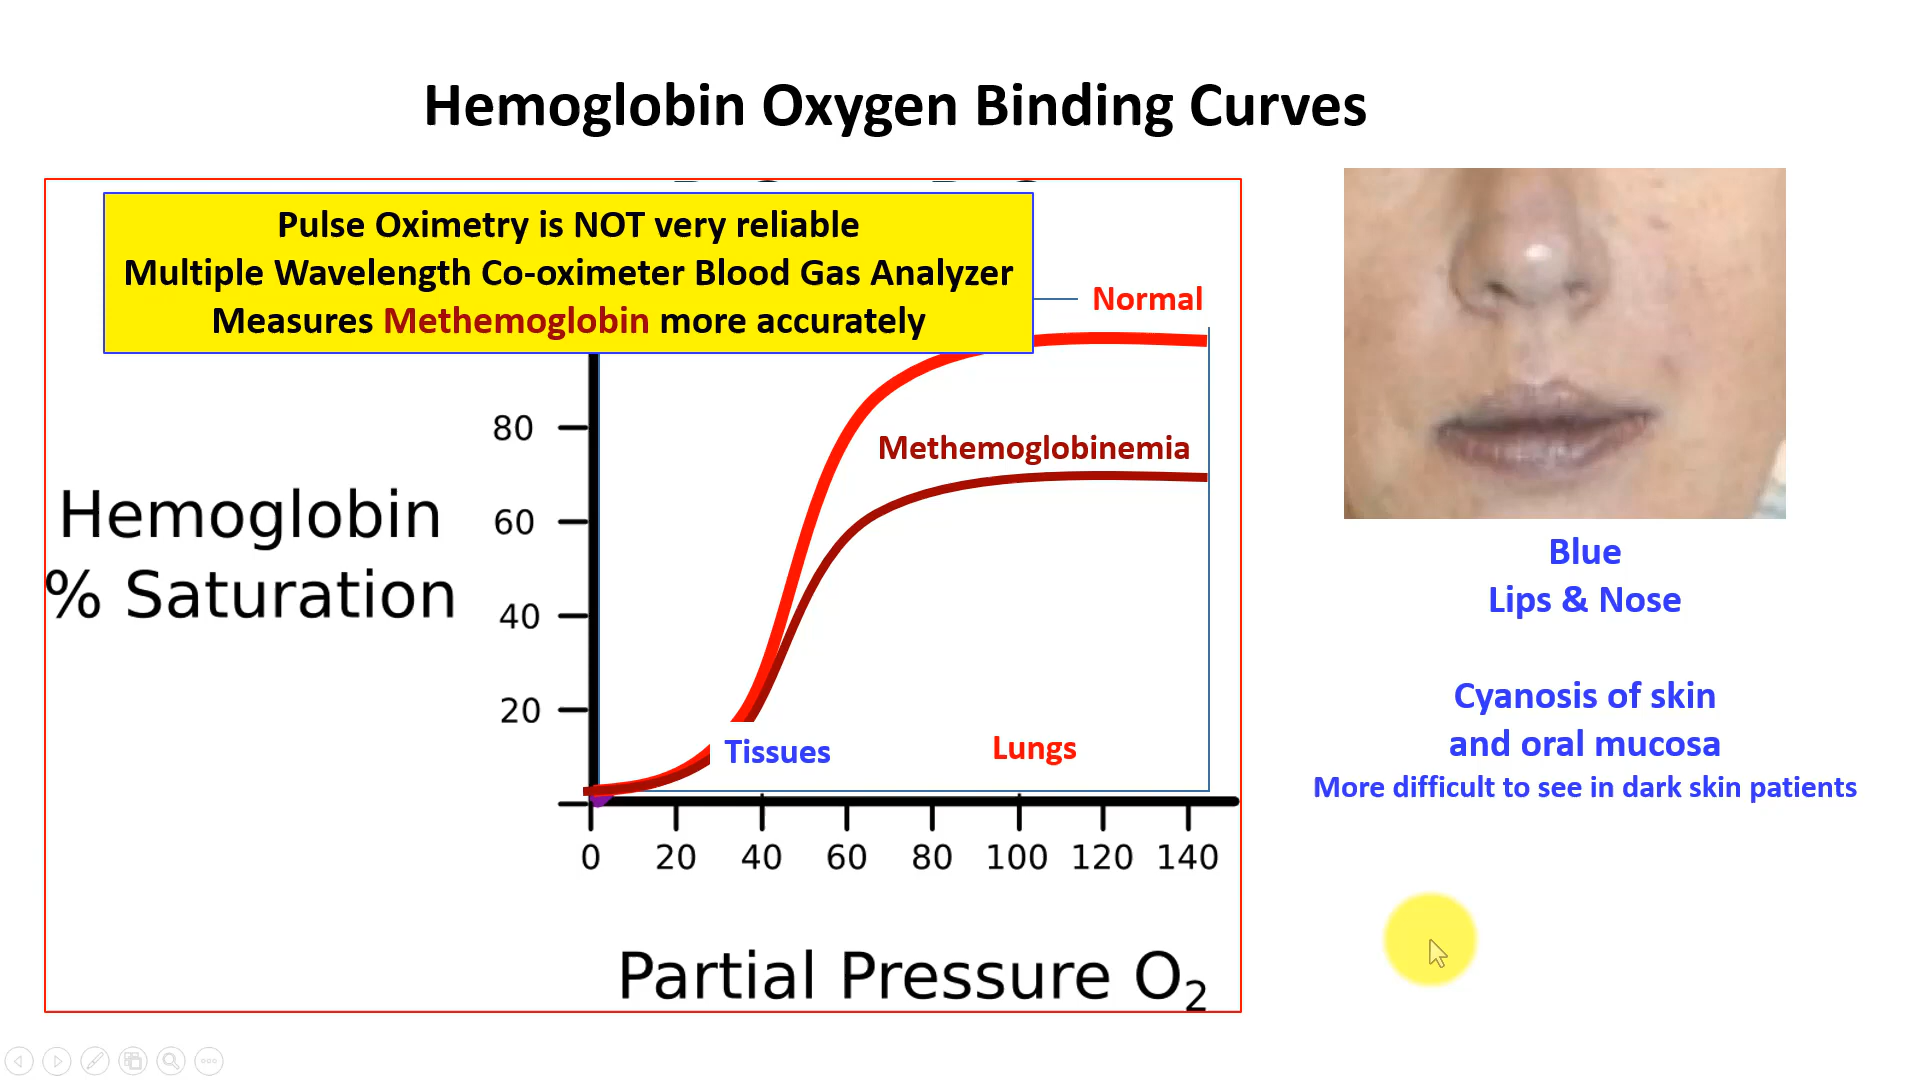 Hemoglobin Oxygen Binding Curves
Pulse Oximetry is NOT very reliable
Multiple Wavelength Co-oximeter Blood Gas Analyzer
Measures Methemoglobin more accurately
Normal
Methemoglobinemia
80
60
40
20
Hemoglobin
% Saturation
Tissues
Lungs
0 20 40 60 80 100 120 140
Partial Pressure O₂
Blue
Lips & Nose
Cyanosis of skin
and oral mucosa
More difficult to see in dark skin patients